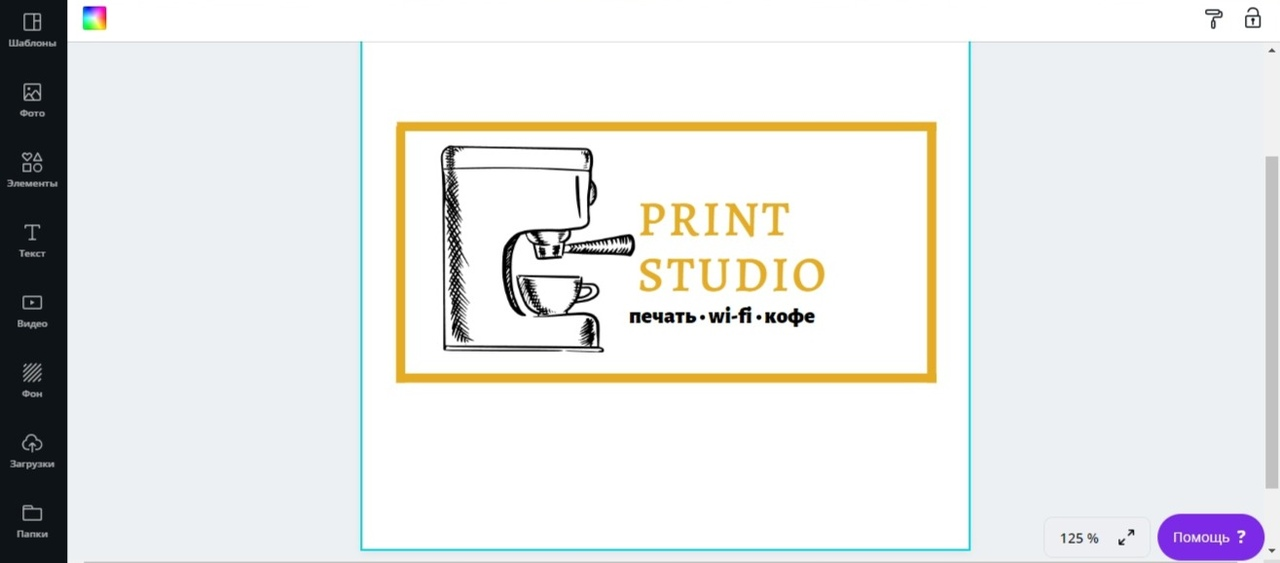 Шаблоны
Фото
Элементы
Текст
Видео
Фон
Загрузки
Папки
PRINT
STUDIO
печать·wi-fi·кофе
125 %
Помощь ?